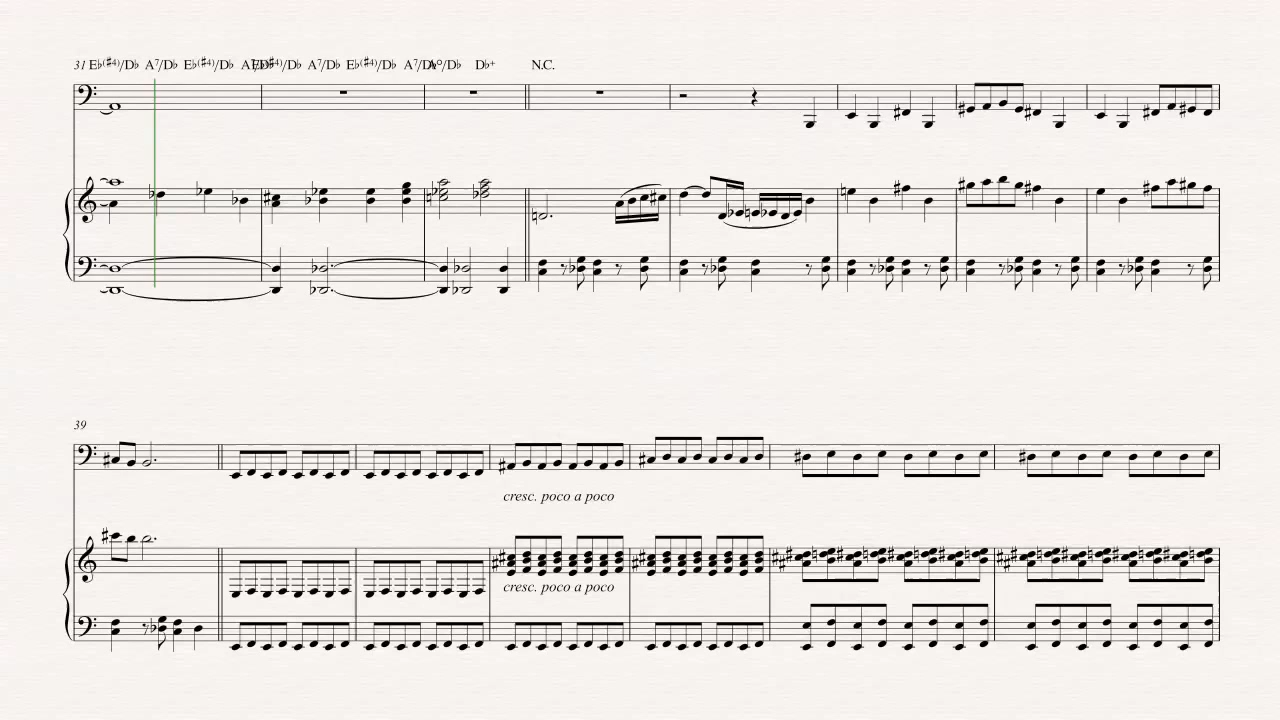 31 E♭(♯4)/D♭ A7/D♭ E♭(♯4)/D♭ A7/D♭ E♭(♯4)/D♭ A7/D♭ E♭(♯4)/D♭ A7/D♭ A°/D♭ D♭+ N.C.
39
cresc. poco a poco
cresc. poco a poco